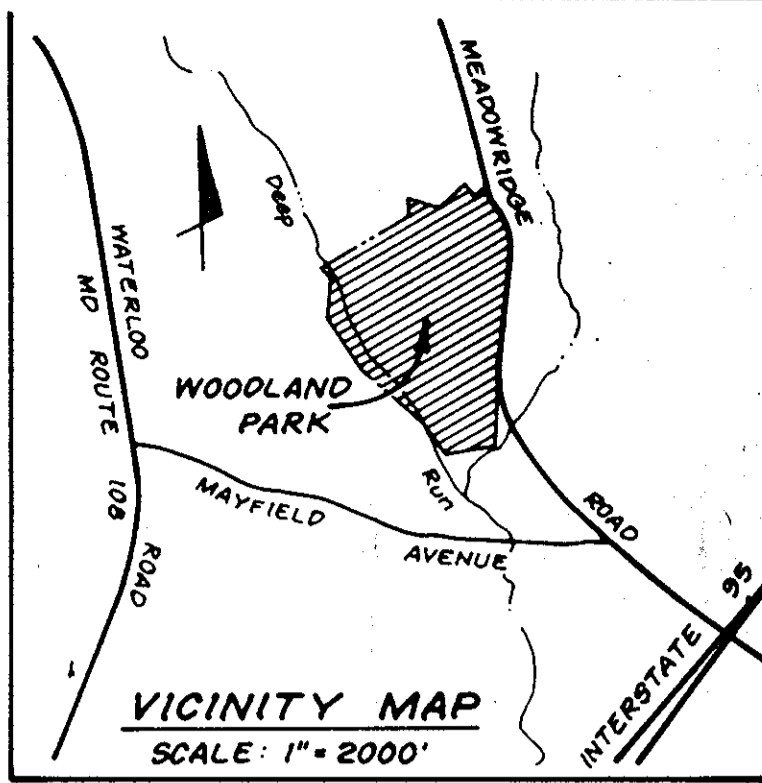 MEADOWRIDGE
Deep
WATERLOO
MD ROUTE 108
WOODLAND
PARK
Run
MAYFIELD
AVENUE
ROAD
ROAD
INTERSTATE 95
VICINITY MAP
SCALE: 1" = 2000'